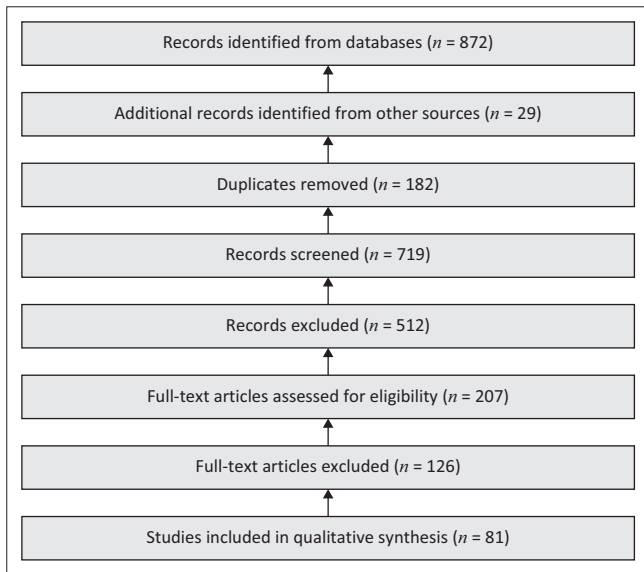 Records identified from databases (n = 872)
Additional records identified from other sources (n = 29)
Duplicates removed (n = 182)
Records screened (n = 719)
Records excluded (n = 512)
Full-text articles assessed for eligibility (n = 207)
Full-text articles excluded (n = 126)
Studies included in qualitative synthesis (n = 81)